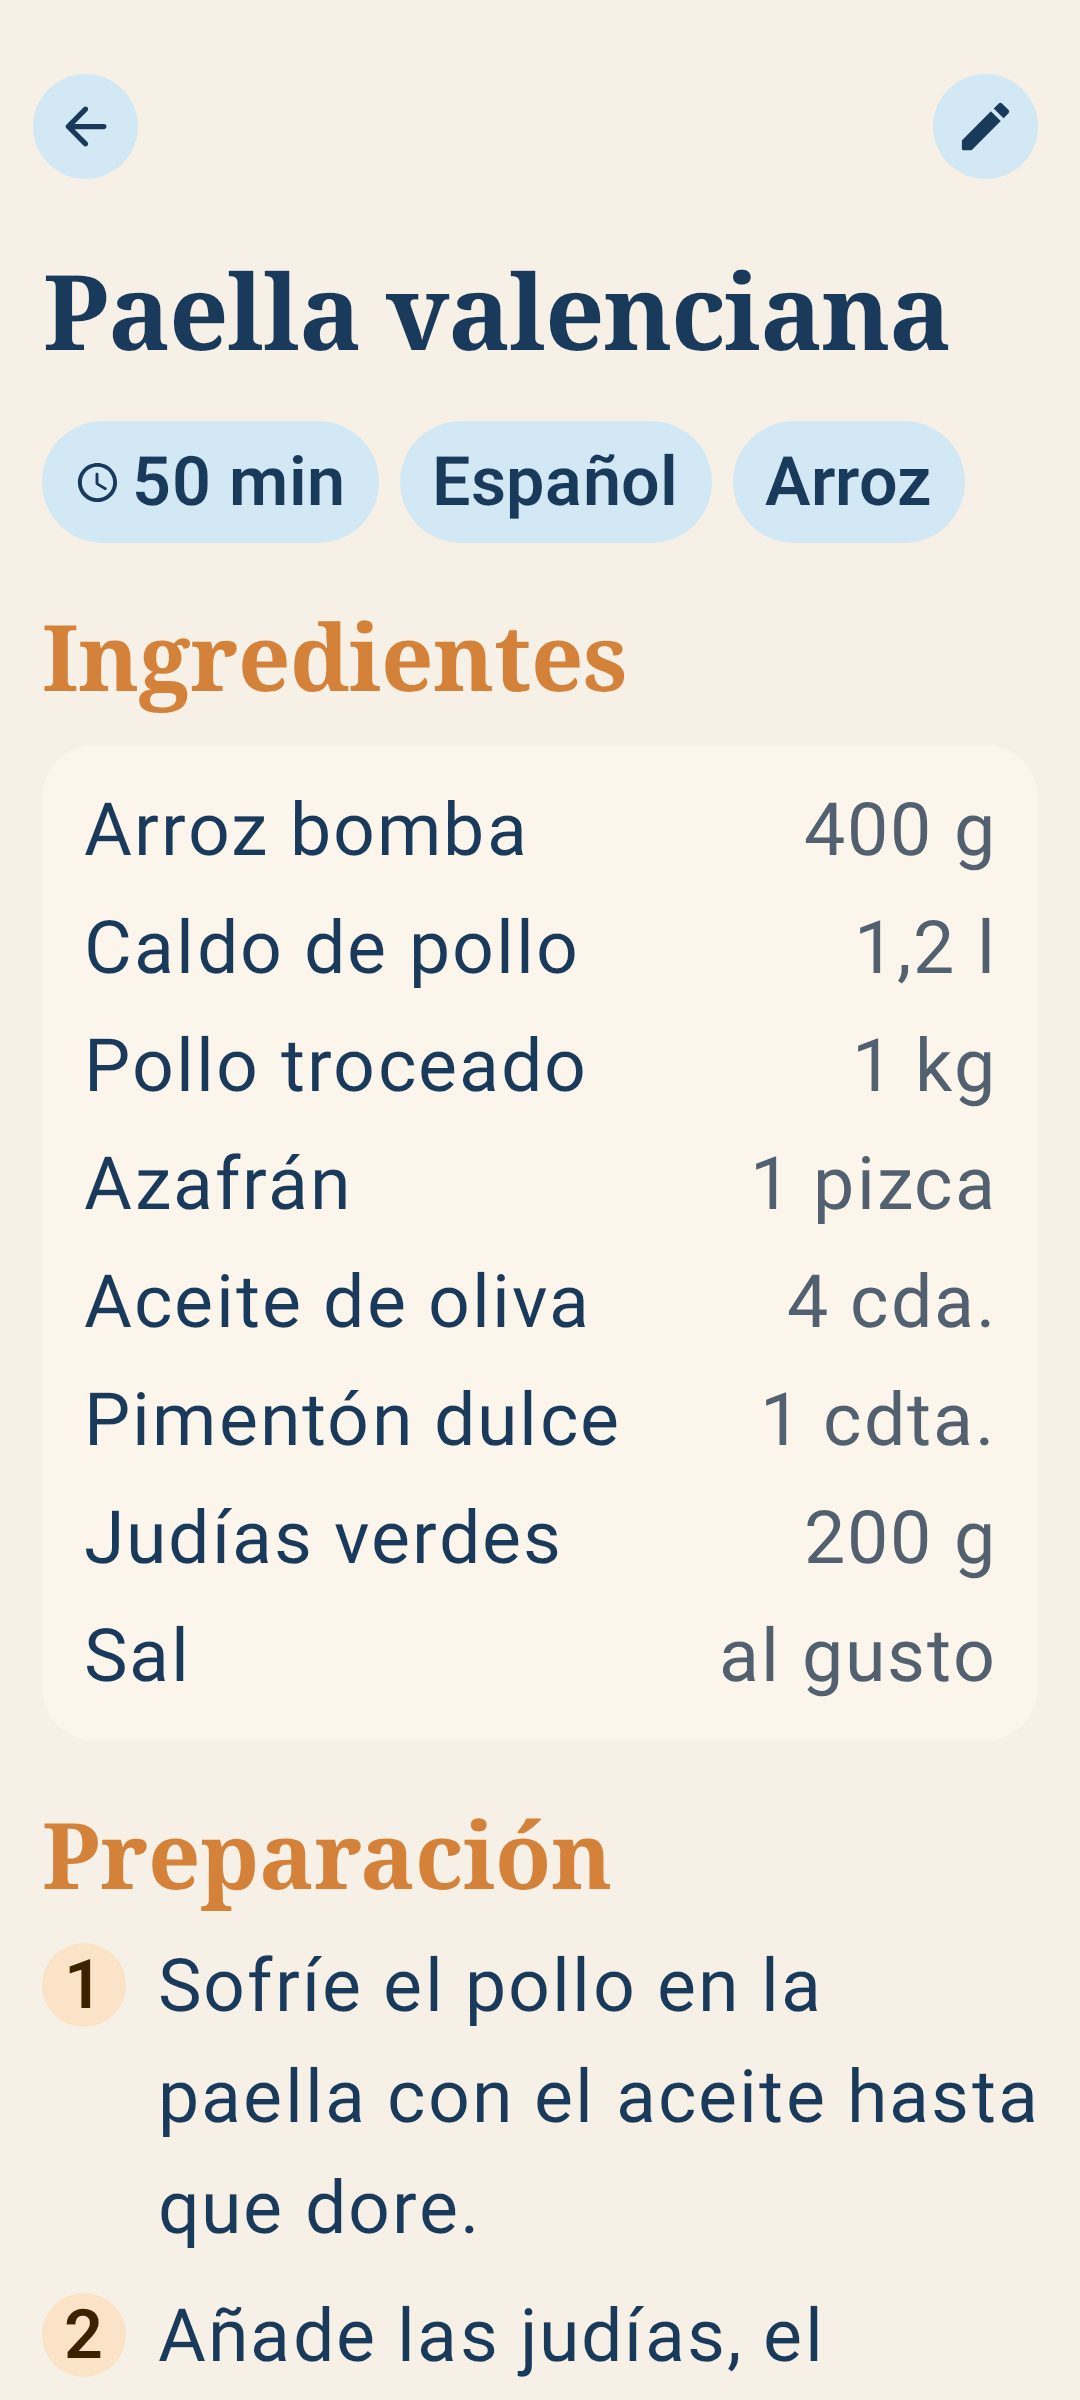 Paella valenciana
50 min Español Arroz
Ingredientes
Arroz bomba 400 g
Caldo de pollo 1,2 l
Pollo troceado 1 kg
Azafrán 1 pizca
Aceite de oliva 4 cda.
Pimentón dulce 1 cdta.
Judías verdes 200 g
Sal al gusto
Preparación
1 Sofríe el pollo en la
paella con el aceite hasta
que dore.
2 Añade las judías, el